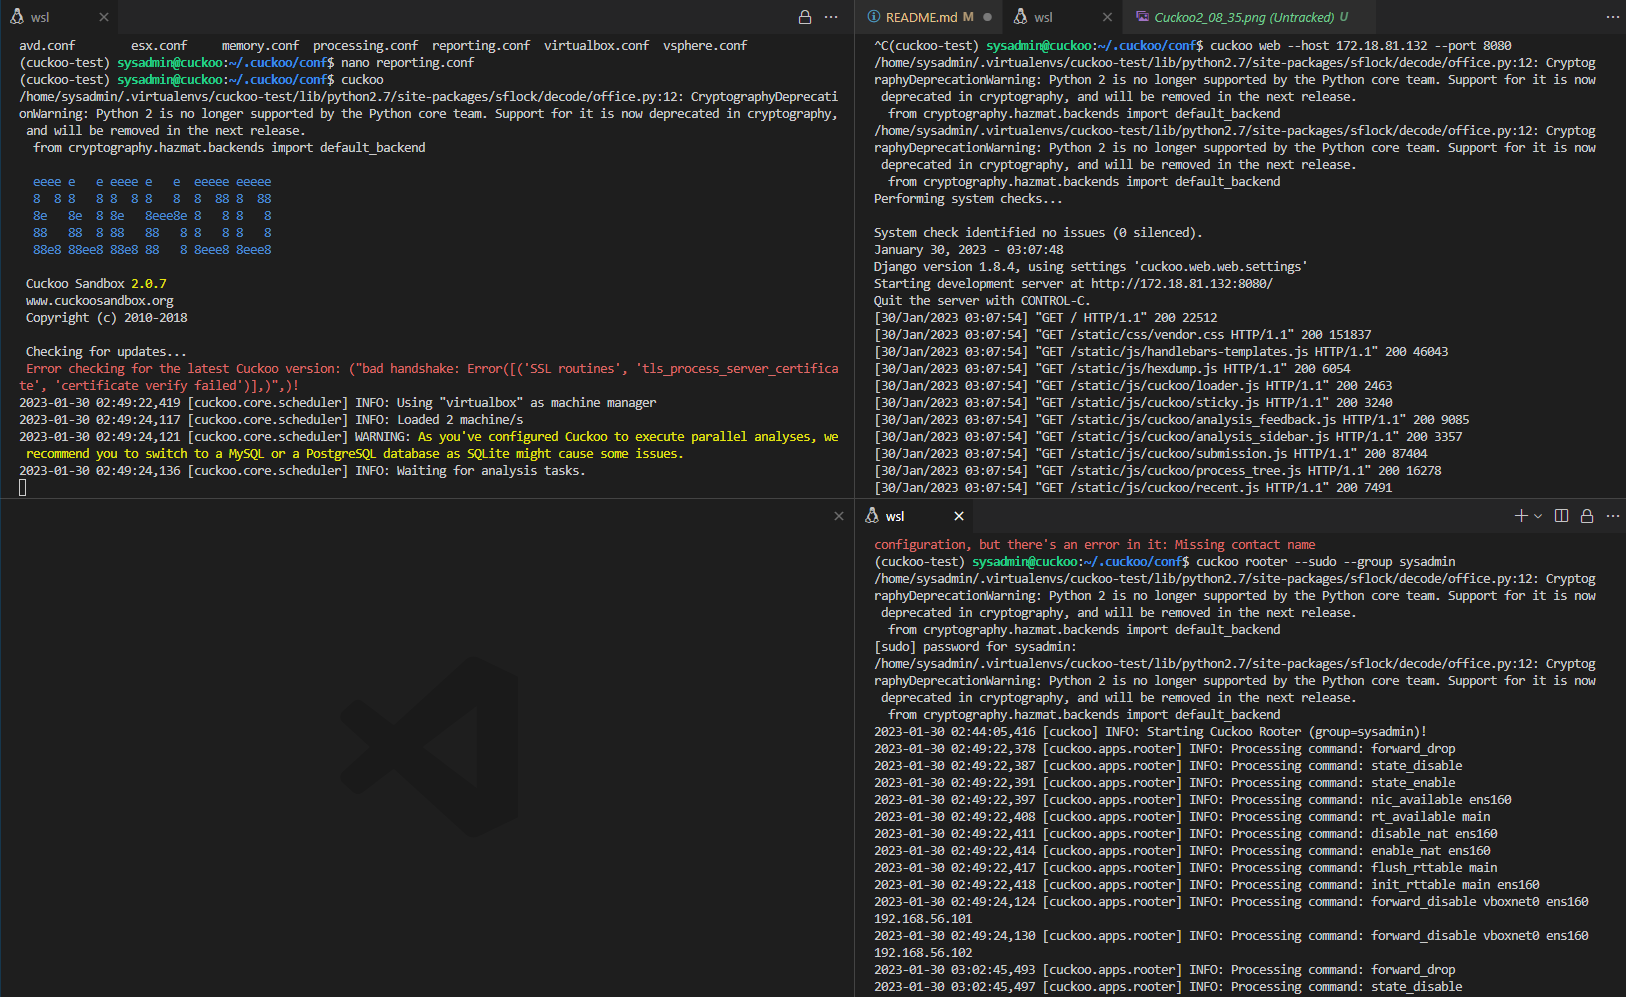 wsl
avd.conf esx.conf memory.conf processing.conf reporting.conf virtualbox.conf vsphere.conf
(cuckoo-test) sysadmin@cuckoo:~/.cuckoo/conf$ nano reporting.conf
(cuckoo-test) sysadmin@cuckoo:~/.cuckoo/conf$ cuckoo
/home/sysadmin/.virtualenvs/cuckoo-test/lib/python2.7/site-packages/sflock/decode/office.py:12: CryptographyDeprecati
onWarning: Python 2 is no longer supported by the Python core team. Support for it is now deprecated in cryptography,
and will be removed in the next release.
from cryptography.hazmat.backends import default_backend
eeee e   e eeee e   e  eeeee eeeee
8  8 8   8 8  8 8   8  8  88 8  88
8e   8e  8 8e   8eee8e 8   8 8   8
88   88  8 88   88   8 8   8 8   8
88e8 88ee8 88e8 88   8 8eee8 8eee8
Cuckoo Sandbox 2.0.7
www.cuckoosandbox.org
Copyright (c) 2010-2018
Checking for updates...
Error checking for the latest Cuckoo version: ("bad handshake: Error([('SSL routines', 'tls_process_server_certifica
te', 'certificate verify failed')],)",)!
2023-01-30 02:49:22,419 [cuckoo.core.scheduler] INFO: Using "virtualbox" as machine manager
2023-01-30 02:49:24,117 [cuckoo.core.scheduler] INFO: Loaded 2 machine/s
2023-01-30 02:49:24,121 [cuckoo.core.scheduler] WARNING: As you've configured Cuckoo to execute parallel analyses, we
recommend you to switch to a MySQL or a PostgreSQL database as SQLite might cause some issues.
2023-01-30 02:49:24,136 [cuckoo.core.scheduler] INFO: Waiting for analysis tasks.
README.md M wsl Cuckoo2_08_35.png (Untracked) U
^C(cuckoo-test) sysadmin@cuckoo:~/.cuckoo/conf$ cuckoo web --host 172.18.81.132 --port 8080
/home/sysadmin/.virtualenvs/cuckoo-test/lib/python2.7/site-packages/sflock/decode/office.py:12: Cryptog
raphyDeprecationWarning: Python 2 is no longer supported by the Python core team. Support for it is now
deprecated in cryptography, and will be removed in the next release.
from cryptography.hazmat.backends import default_backend
/home/sysadmin/.virtualenvs/cuckoo-test/lib/python2.7/site-packages/sflock/decode/office.py:12: Cryptog
raphyDeprecationWarning: Python 2 is no longer supported by the Python core team. Support for it is now
deprecated in cryptography, and will be removed in the next release.
from cryptography.hazmat.backends import default_backend
Performing system checks...
System check identified no issues (0 silenced).
January 30, 2023 - 03:07:48
Django version 1.8.4, using settings 'cuckoo.web.web.settings'
Starting development server at http://172.18.81.132:8080/
Quit the server with CONTROL-C.
[30/Jan/2023 03:07:54] "GET / HTTP/1.1" 200 22512
[30/Jan/2023 03:07:54] "GET /static/css/vendor.css HTTP/1.1" 200 151837
[30/Jan/2023 03:07:54] "GET /static/js/handlebars-templates.js HTTP/1.1" 200 46043
[30/Jan/2023 03:07:54] "GET /static/js/hexdump.js HTTP/1.1" 200 6054
[30/Jan/2023 03:07:54] "GET /static/js/cuckoo/loader.js HTTP/1.1" 200 2463
[30/Jan/2023 03:07:54] "GET /static/js/cuckoo/sticky.js HTTP/1.1" 200 3240
[30/Jan/2023 03:07:54] "GET /static/js/cuckoo/analysis_feedback.js HTTP/1.1" 200 9085
[30/Jan/2023 03:07:54] "GET /static/js/cuckoo/analysis_sidebar.js HTTP/1.1" 200 3357
[30/Jan/2023 03:07:54] "GET /static/js/cuckoo/submission.js HTTP/1.1" 200 87404
[30/Jan/2023 03:07:54] "GET /static/js/cuckoo/process_tree.js HTTP/1.1" 200 16278
[30/Jan/2023 03:07:54] "GET /static/js/cuckoo/recent.js HTTP/1.1" 200 7491
wsl
configuration, but there's an error in it: Missing contact name
(cuckoo-test) sysadmin@cuckoo:~/.cuckoo/conf$ cuckoo rooter --sudo --group sysadmin
/home/sysadmin/.virtualenvs/cuckoo-test/lib/python2.7/site-packages/sflock/decode/office.py:12: Cryptog
raphyDeprecationWarning: Python 2 is no longer supported by the Python core team. Support for it is now
deprecated in cryptography, and will be removed in the next release.
from cryptography.hazmat.backends import default_backend
[sudo] password for sysadmin:
/home/sysadmin/.virtualenvs/cuckoo-test/lib/python2.7/site-packages/sflock/decode/office.py:12: Cryptog
raphyDeprecationWarning: Python 2 is no longer supported by the Python core team. Support for it is now
deprecated in cryptography, and will be removed in the next release.
from cryptography.hazmat.backends import default_backend
2023-01-30 02:44:05,416 [cuckoo] INFO: Starting Cuckoo Rooter (group=sysadmin)!
2023-01-30 02:49:22,378 [cuckoo.apps.rooter] INFO: Processing command: forward_drop
2023-01-30 02:49:22,387 [cuckoo.apps.rooter] INFO: Processing command: state_disable
2023-01-30 02:49:22,391 [cuckoo.apps.rooter] INFO: Processing command: state_enable
2023-01-30 02:49:22,397 [cuckoo.apps.rooter] INFO: Processing command: nic_available ens160
2023-01-30 02:49:22,408 [cuckoo.apps.rooter] INFO: Processing command: rt_available main
2023-01-30 02:49:22,411 [cuckoo.apps.rooter] INFO: Processing command: disable_nat ens160
2023-01-30 02:49:22,414 [cuckoo.apps.rooter] INFO: Processing command: enable_nat ens160
2023-01-30 02:49:22,417 [cuckoo.apps.rooter] INFO: Processing command: flush_rttable main
2023-01-30 02:49:22,418 [cuckoo.apps.rooter] INFO: Processing command: init_rttable main ens160
2023-01-30 02:49:24,124 [cuckoo.apps.rooter] INFO: Processing command: forward_disable vboxnet0 ens160
192.168.56.101
2023-01-30 02:49:24,130 [cuckoo.apps.rooter] INFO: Processing command: forward_disable vboxnet0 ens160
192.168.56.102
2023-01-30 03:02:45,493 [cuckoo.apps.rooter] INFO: Processing command: forward_drop
2023-01-30 03:02:45,497 [cuckoo.apps.rooter] INFO: Processing command: state_disable